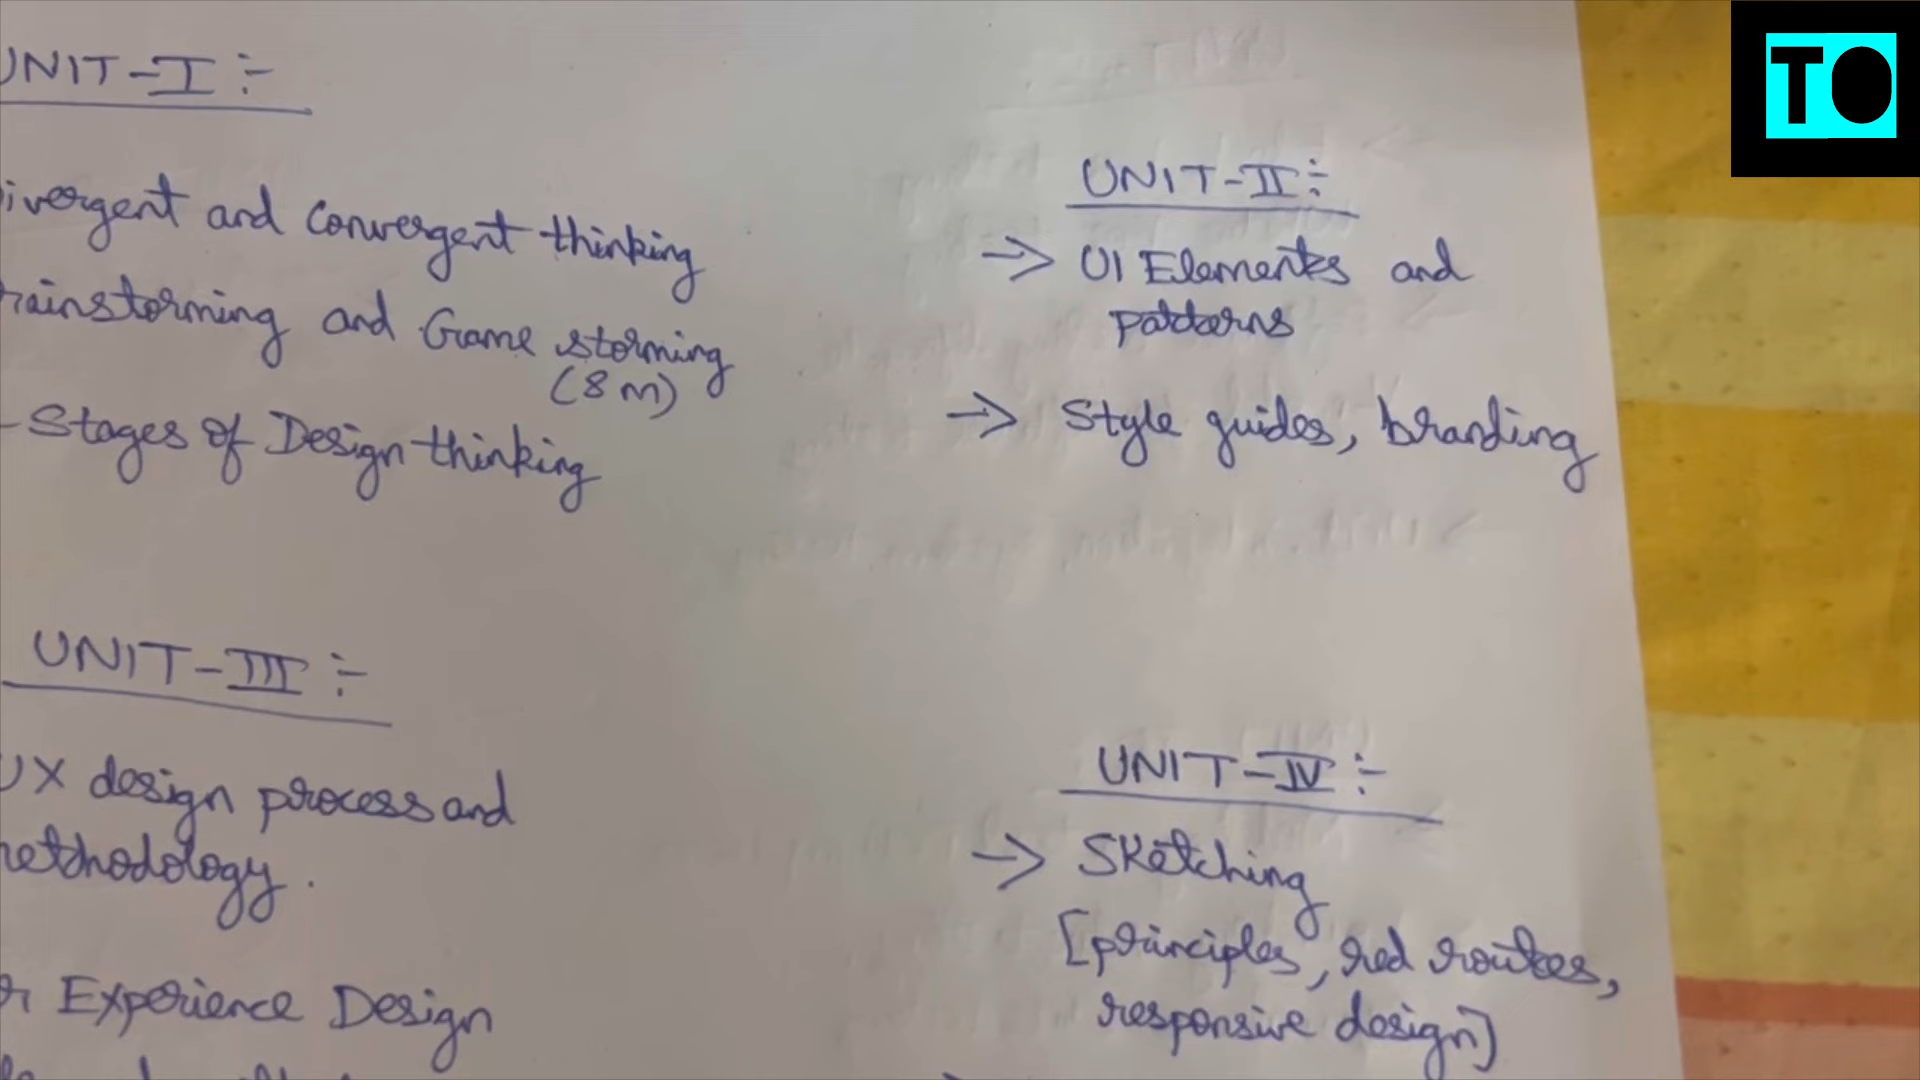 UNIT-I :-
ivergent and convergent thinking
rainstorming and Game storming
(8 m)
- Stages of Design thinking
UNIT-II :-
-> UI Elements and
patterns
-> Style guides, branding
UNIT-III :-
UX design process and
methodology.
r Experience Design
UNIT-IV :-
-> Sketching
[principles, red routes,
responsive design]
TO